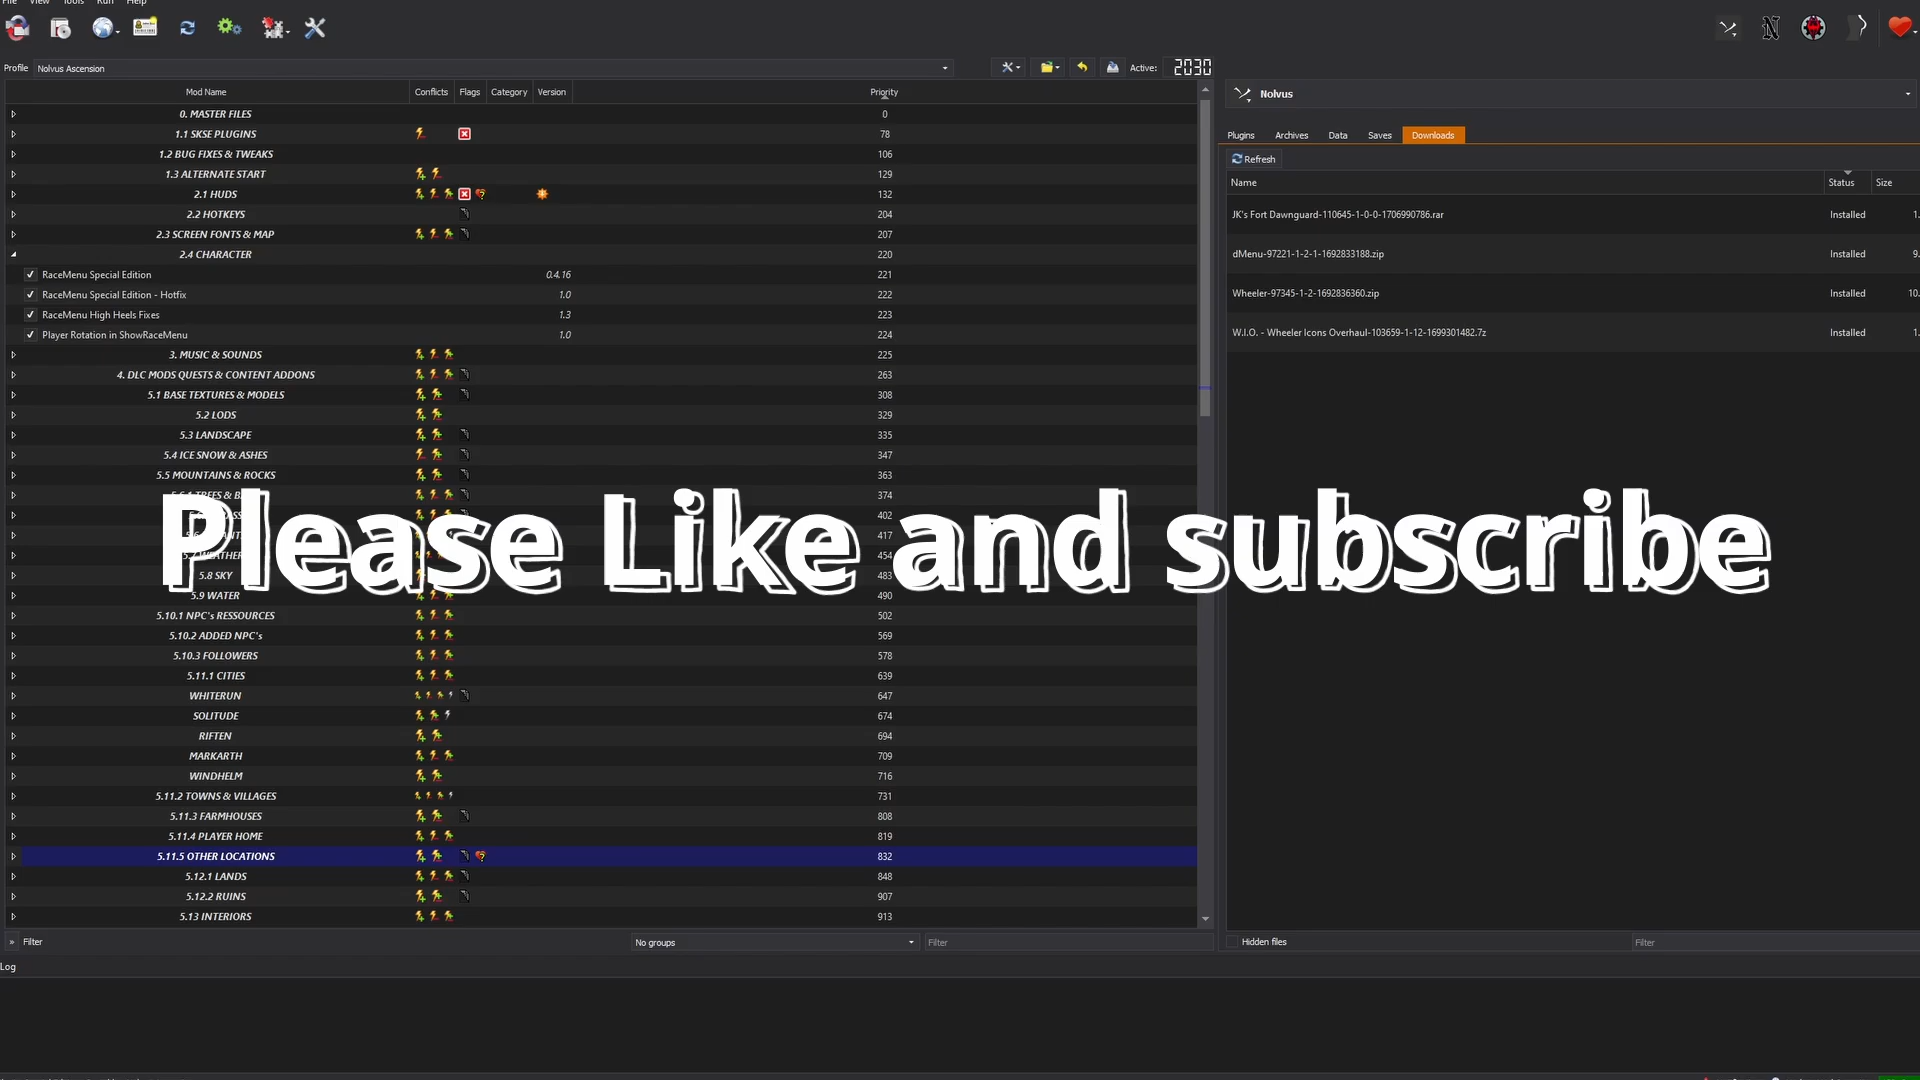 File View Tools Run Help
Profile Nolvus Ascension Active: 2030
Mod Name Conflicts Flags Category Version Priority
0. MASTER FILES 0
1.1 SKSE PLUGINS 78
1.2 BUG FIXES & TWEAKS 106
1.3 ALTERNATE START 129
2.1 HUDS 132
2.2 HOTKEYS 204
2.3 SCREEN FONTS & MAP 207
2.4 CHARACTER 220
RaceMenu Special Edition 0.4.16 221
RaceMenu Special Edition - Hotfix 1.0 222
RaceMenu High Heels Fixes 1.3 223
Player Rotation in ShowRaceMenu 1.0 224
3. MUSIC & SOUNDS 225
4. DLC MODS QUESTS & CONTENT ADDONS 263
5.1 BASE TEXTURES & MODELS 308
5.2 LODS 329
5.3 LANDSCAPE 335
5.4 ICE SNOW & ASHES 347
5.5 MOUNTAINS & ROCKS 363
374
402
417
454
5.8 SKY 483
5.9 WATER 490
5.10.1 NPC's RESSOURCES 502
5.10.2 ADDED NPC's 569
5.10.3 FOLLOWERS 578
5.11.1 CITIES 639
WHITERUN 647
SOLITUDE 674
RIFTEN 694
MARKARTH 709
WINDHELM 716
5.11.2 TOWNS & VILLAGES 731
5.11.3 FARMHOUSES 808
5.11.4 PLAYER HOME 819
5.11.5 OTHER LOCATIONS 832
5.12.1 LANDS 848
5.12.2 RUINS 907
5.13 INTERIORS 913
Please Like and subscribe
» Filter No groups Filter
Log
Nolvus
Plugins Archives Data Saves Downloads
Refresh
Name Status Size
JK's Fort Dawnguard-110645-1-0-0-1706990786.rar Installed 1.
dMenu-97221-1-2-1-1692833188.zip Installed 9.
Wheeler-97345-1-2-1692836360.zip Installed 10.
W.I.O. - Wheeler Icons Overhaul-103659-1-12-1699301482.7z Installed 1.
Hidden files Filter